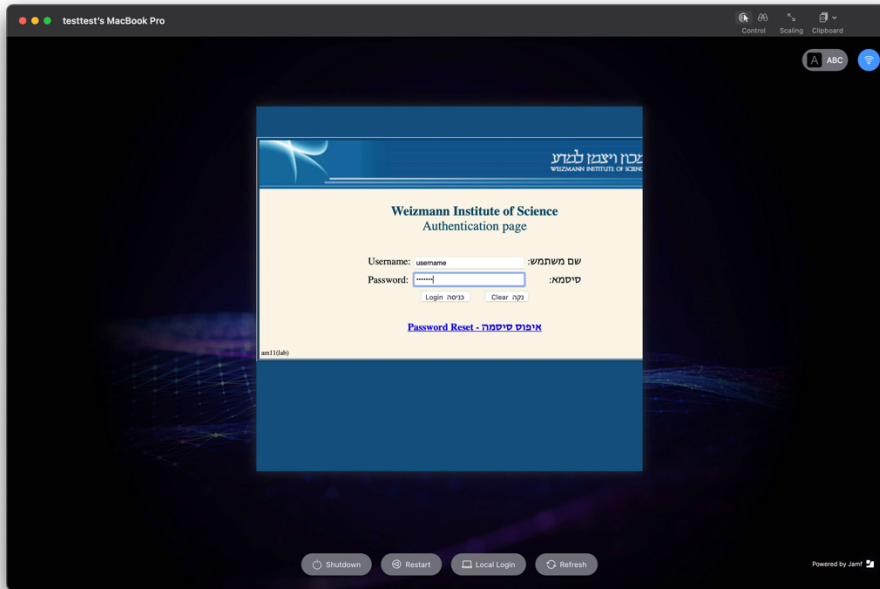 testtest's MacBook Pro
Control Scaling Clipboard
A ABC
מכון ויצמן למדע
WEIZMANN INSTITUTE OF SCIENC
Weizmann Institute of Science
Authentication page
Username: username שם משתמש:
Password: סיסמא:
Login כניסה Clear נקה
Password Reset - איפוס סיסמה
am11(lab)
Shutdown Restart Local Login Refresh
Powered by Jamf